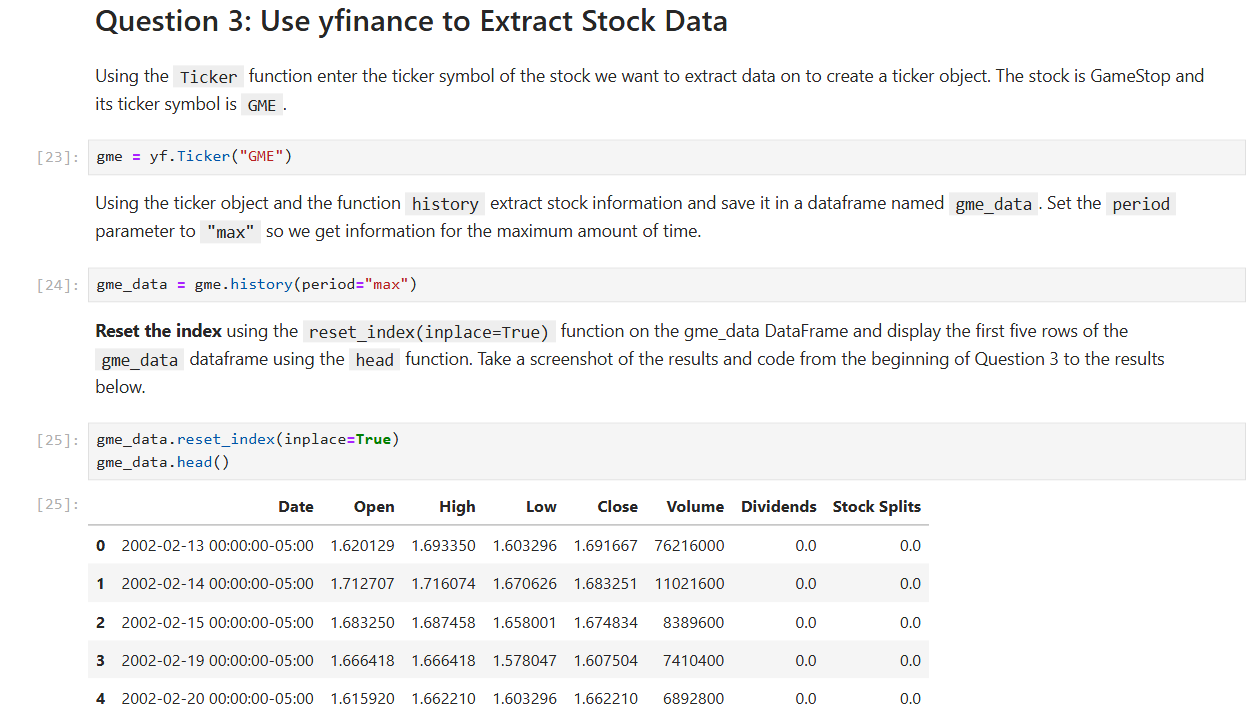 Question 3: Use yfinance to Extract Stock Data
Using the Ticker function enter the ticker symbol of the stock we want to extract data on to create a ticker object. The stock is GameStop and
its ticker symbol is GME .
[23]: gme = yf.Ticker("GME")
Using the ticker object and the function history extract stock information and save it in a dataframe named gme_data . Set the period
parameter to "max" so we get information for the maximum amount of time.
[24]: gme_data = gme.history(period="max")
Reset the index using the reset_index(inplace=True) function on the gme_data DataFrame and display the first five rows of the
gme_data dataframe using the head function. Take a screenshot of the results and code from the beginning of Question 3 to the results
below.
[25]: gme_data.reset_index(inplace=True)
gme_data.head()
[25]: Date Open High Low Close Volume Dividends Stock Splits
0 2002-02-13 00:00:00-05:00 1.620129 1.693350 1.603296 1.691667 76216000 0.0 0.0
1 2002-02-14 00:00:00-05:00 1.712707 1.716074 1.670626 1.683251 11021600 0.0 0.0
2 2002-02-15 00:00:00-05:00 1.683250 1.687458 1.658001 1.674834 8389600 0.0 0.0
3 2002-02-19 00:00:00-05:00 1.666418 1.666418 1.578047 1.607504 7410400 0.0 0.0
4 2002-02-20 00:00:00-05:00 1.615920 1.662210 1.603296 1.662210 6892800 0.0 0.0